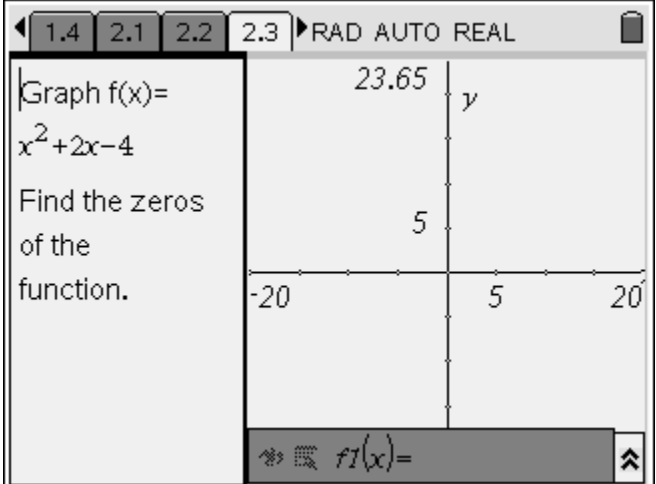 1.4 2.1 2.2 2.3 RAD AUTO REAL
Graph f(x)=
x²+2x-4
Find the zeros
of the
function.
23.65
y
5
-20 5 20
f1(x)=